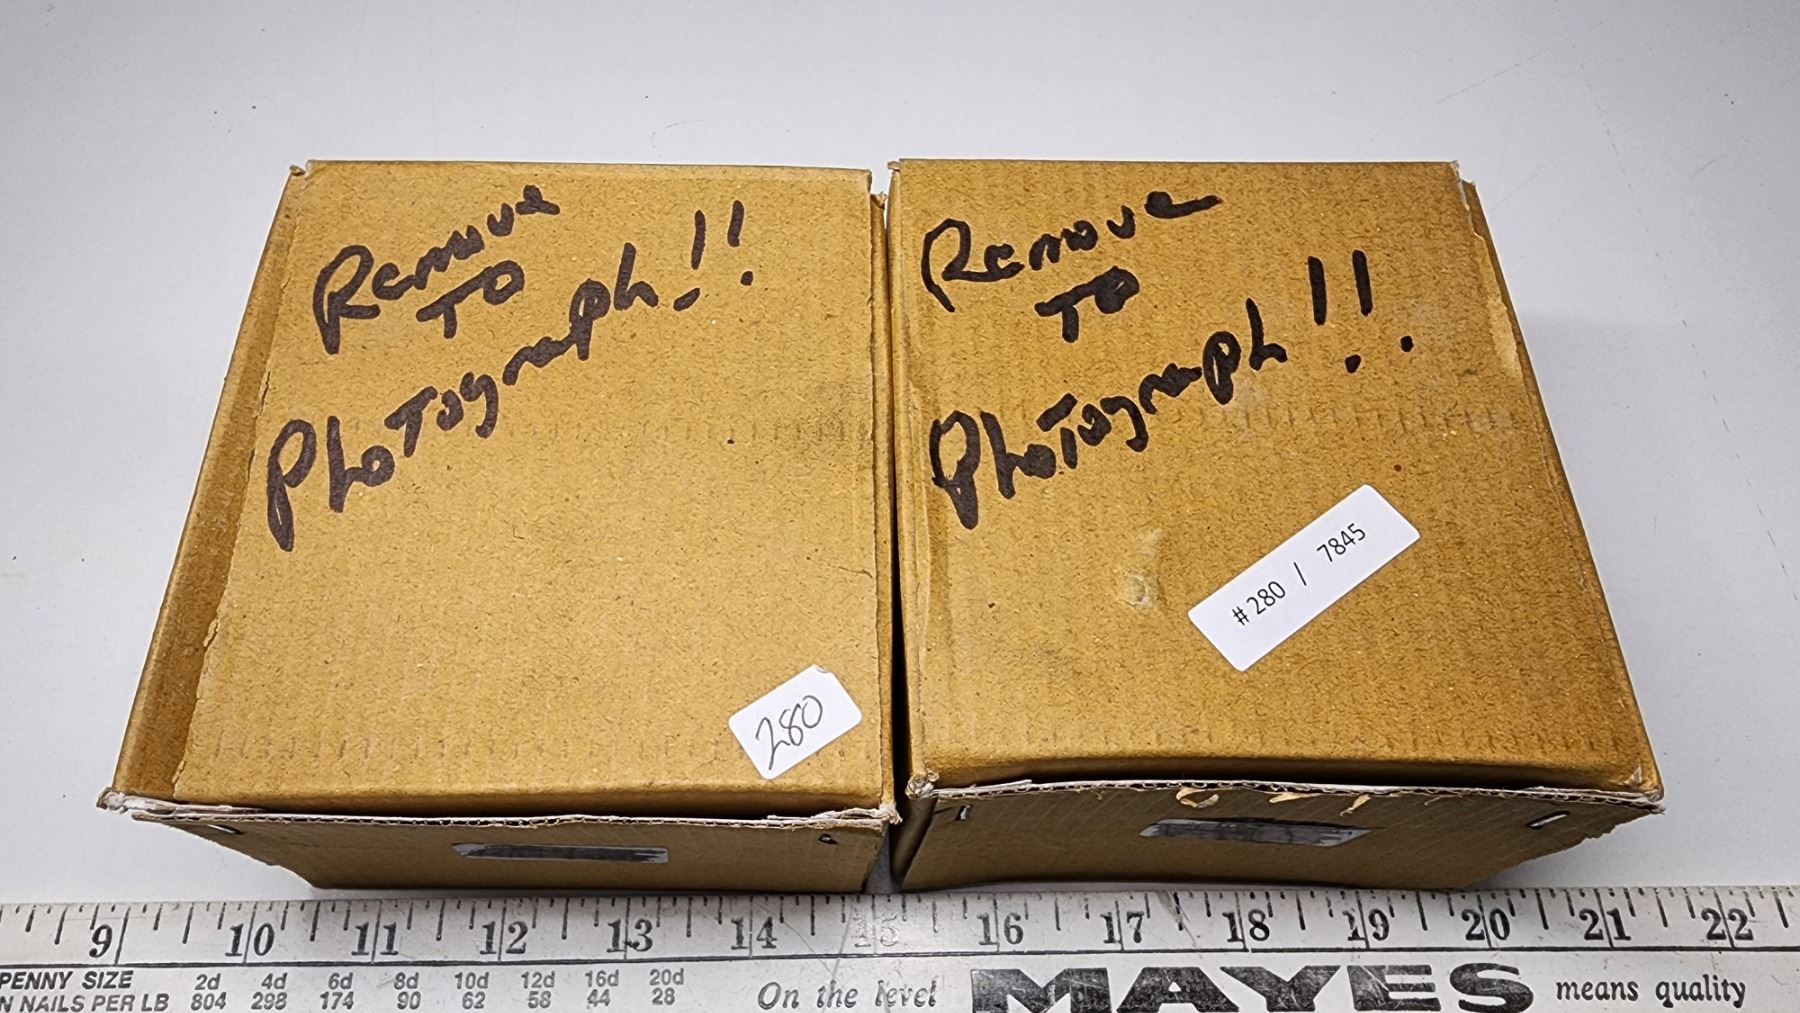 Remove
TO
Photograph!!
280
Remove
TO
Photograph!!
#280 / 7845
9 10 11 12 13 14 15 16 17 18 19 20 21 22
PENNY SIZE 2d 4d 6d 8d 10d 12d 16d 20d
N NAILS PER LB 804 298 174 90 62 58 44 28
On the level MAYES means quality